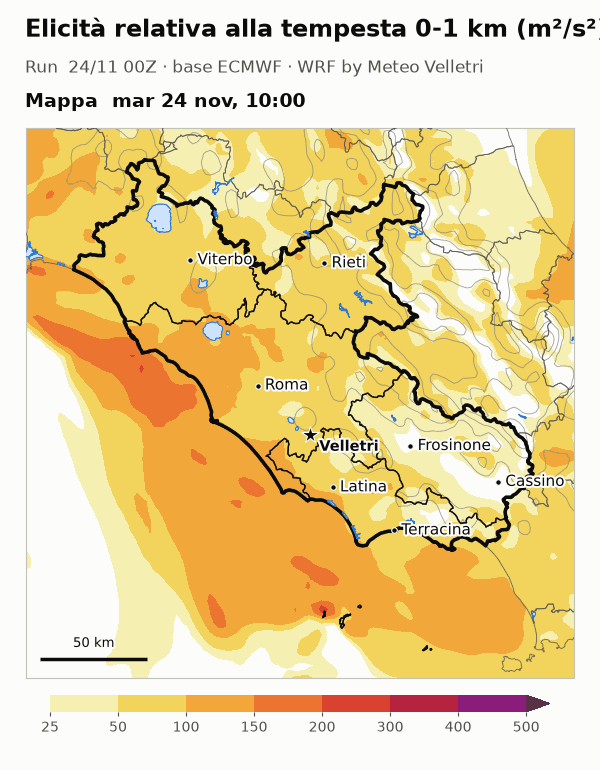 Elicità relativa alla tempesta 0-1 km (m²/s²)
Run  24/11 00Z · base ECMWF · WRF by Meteo Velletri
Mappa  mar 24 nov, 10:00
Viterbo
Rieti
Roma
Velletri
Frosinone
Latina
Cassino
Terracina
50 km
25 50 100 150 200 300 400 500